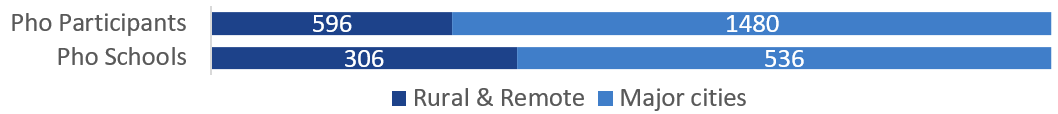 Pho Participants 596 1480
Pho Schools 306 536
Rural & Remote Major cities